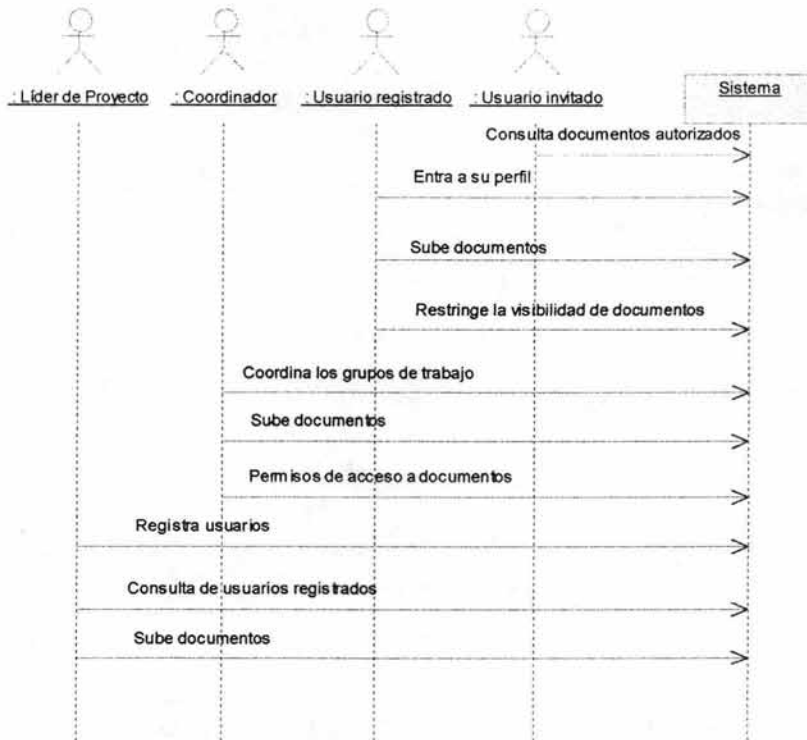 : Líder de Proyecto
: Coordinador
: Usuario registrado
: Usuario invitado
Sistema
Consulta documentos autorizados
Entra a su perfil
Sube documentos
Restringe la visibilidad de documentos
Coordina los grupos de trabajo
Sube documentos
Permisos de acceso a documentos
Registra usuarios
Consulta de usuarios registrados
Sube documentos